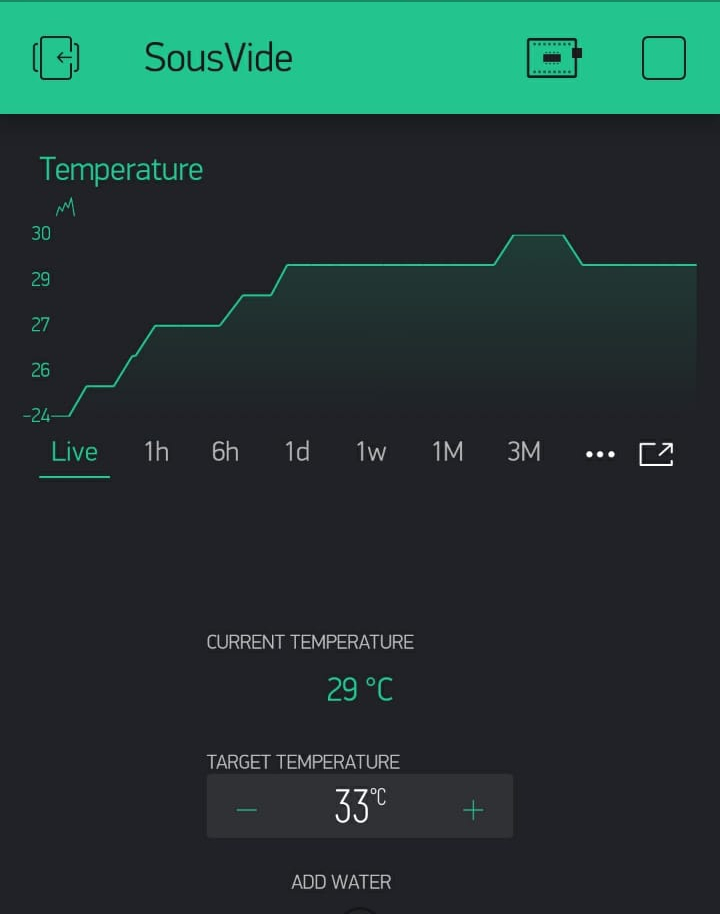 SousVide
Temperature
30
29
27
26
-24
Live 1h 6h 1d 1w 1M 3M •••
CURRENT TEMPERATURE
29 °C
TARGET TEMPERATURE
— 33°C +
ADD WATER